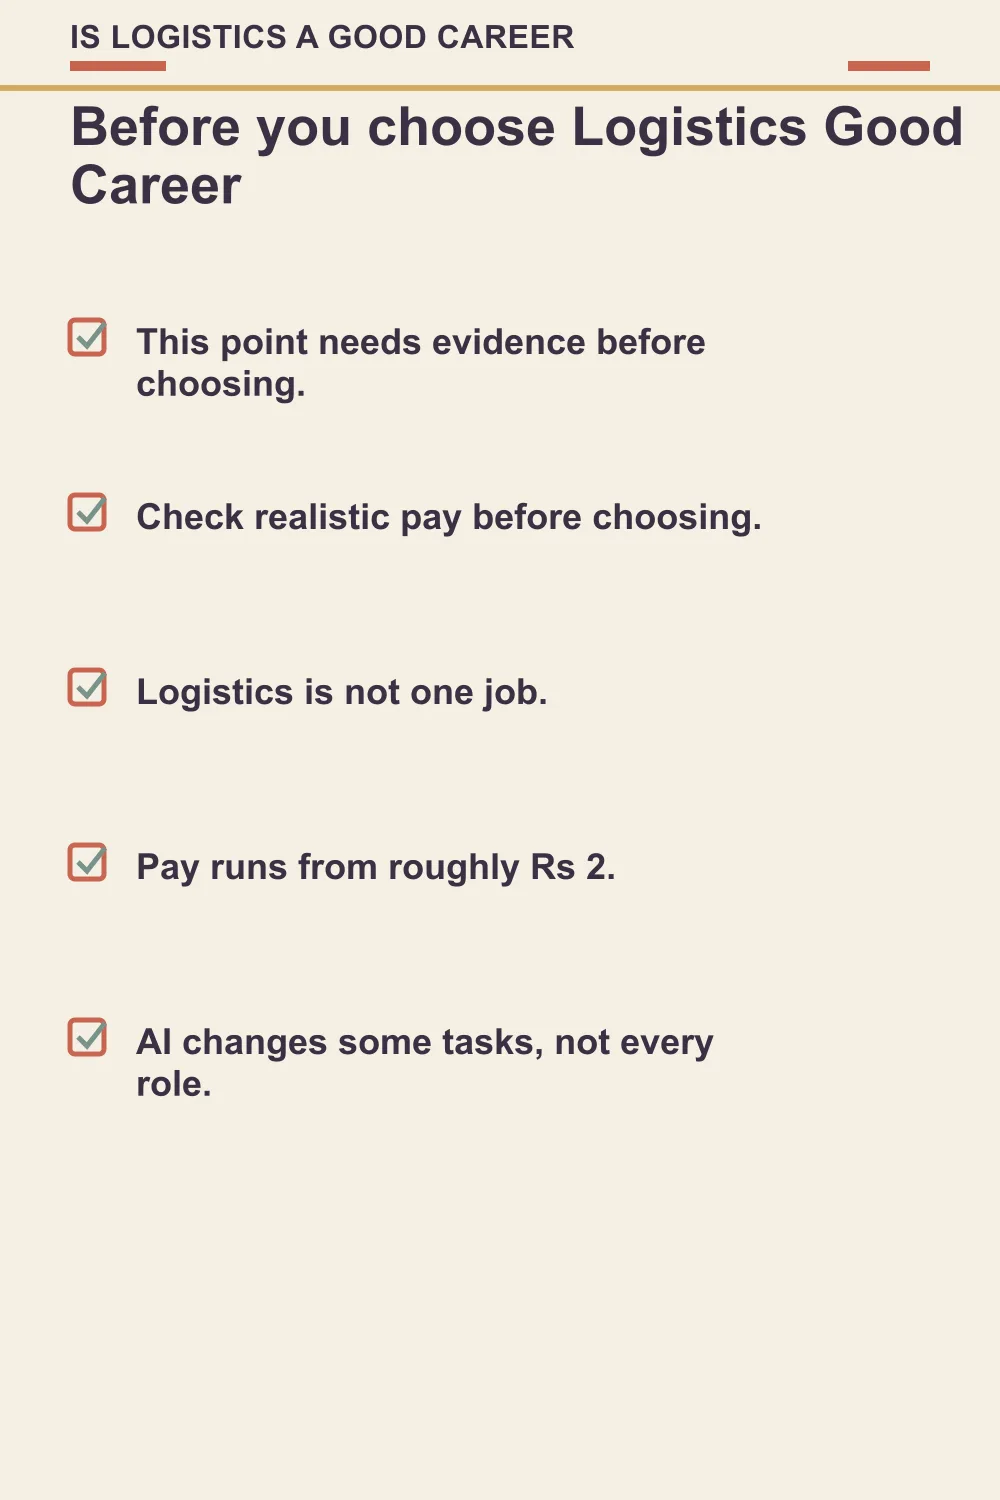 IS LOGISTICS A GOOD CAREER
Before you choose Logistics Good
Career
This point needs evidence before
choosing.
Check realistic pay before choosing.
Logistics is not one job.
Pay runs from roughly Rs 2.
AI changes some tasks, not every
role.